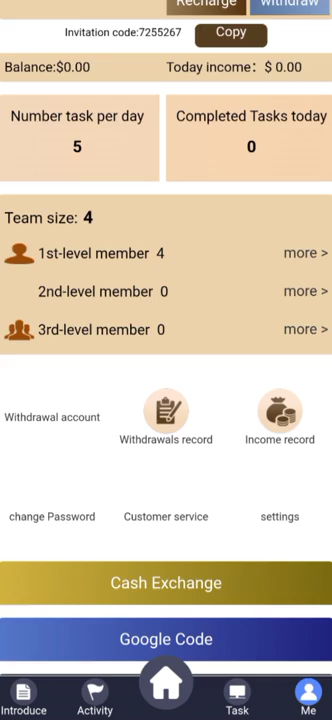 Recharge
withdraw
Invitation code:7255267
Copy
Balance:$0.00
Today income: $ 0.00
Number task per day
5
Completed Tasks today
0
Team size: 4
1st-level member 4 more >
2nd-level member 0 more >
3rd-level member 0 more >
Withdrawal account
Withdrawals record
Income record
change Password
Customer service
settings
Cash Exchange
Google Code
Introduce
Activity
Task
Me